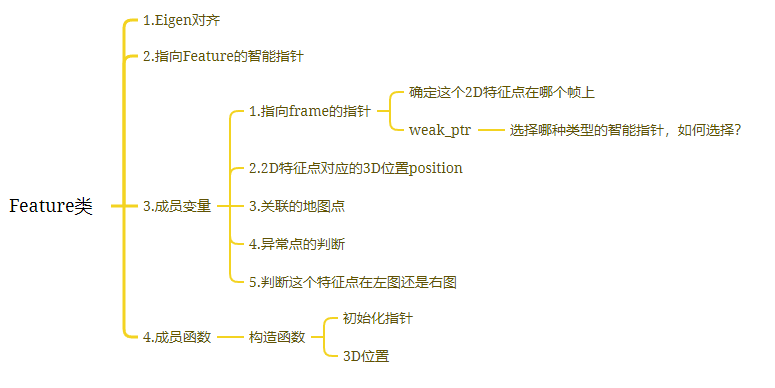 Feature类
1.Eigen对齐
2.指向Feature的智能指针
3.成员变量
1.指向frame的指针
确定这个2D特征点在哪个帧上
weak_ptr
选择哪种类型的智能指针，如何选择？
2.2D特征点对应的3D位置position
3.关联的地图点
4.异常点的判断
5.判断这个特征点在左图还是右图
4.成员函数
构造函数
初始化指针
3D位置